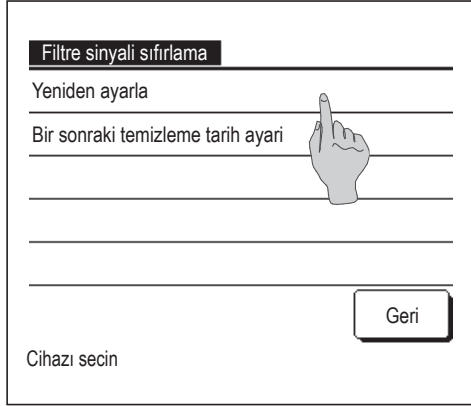 Filtre sinyali sıfırlama
Yeniden ayarla
Bir sonraki temizleme tarih ayari
Geri
Cihazı secin